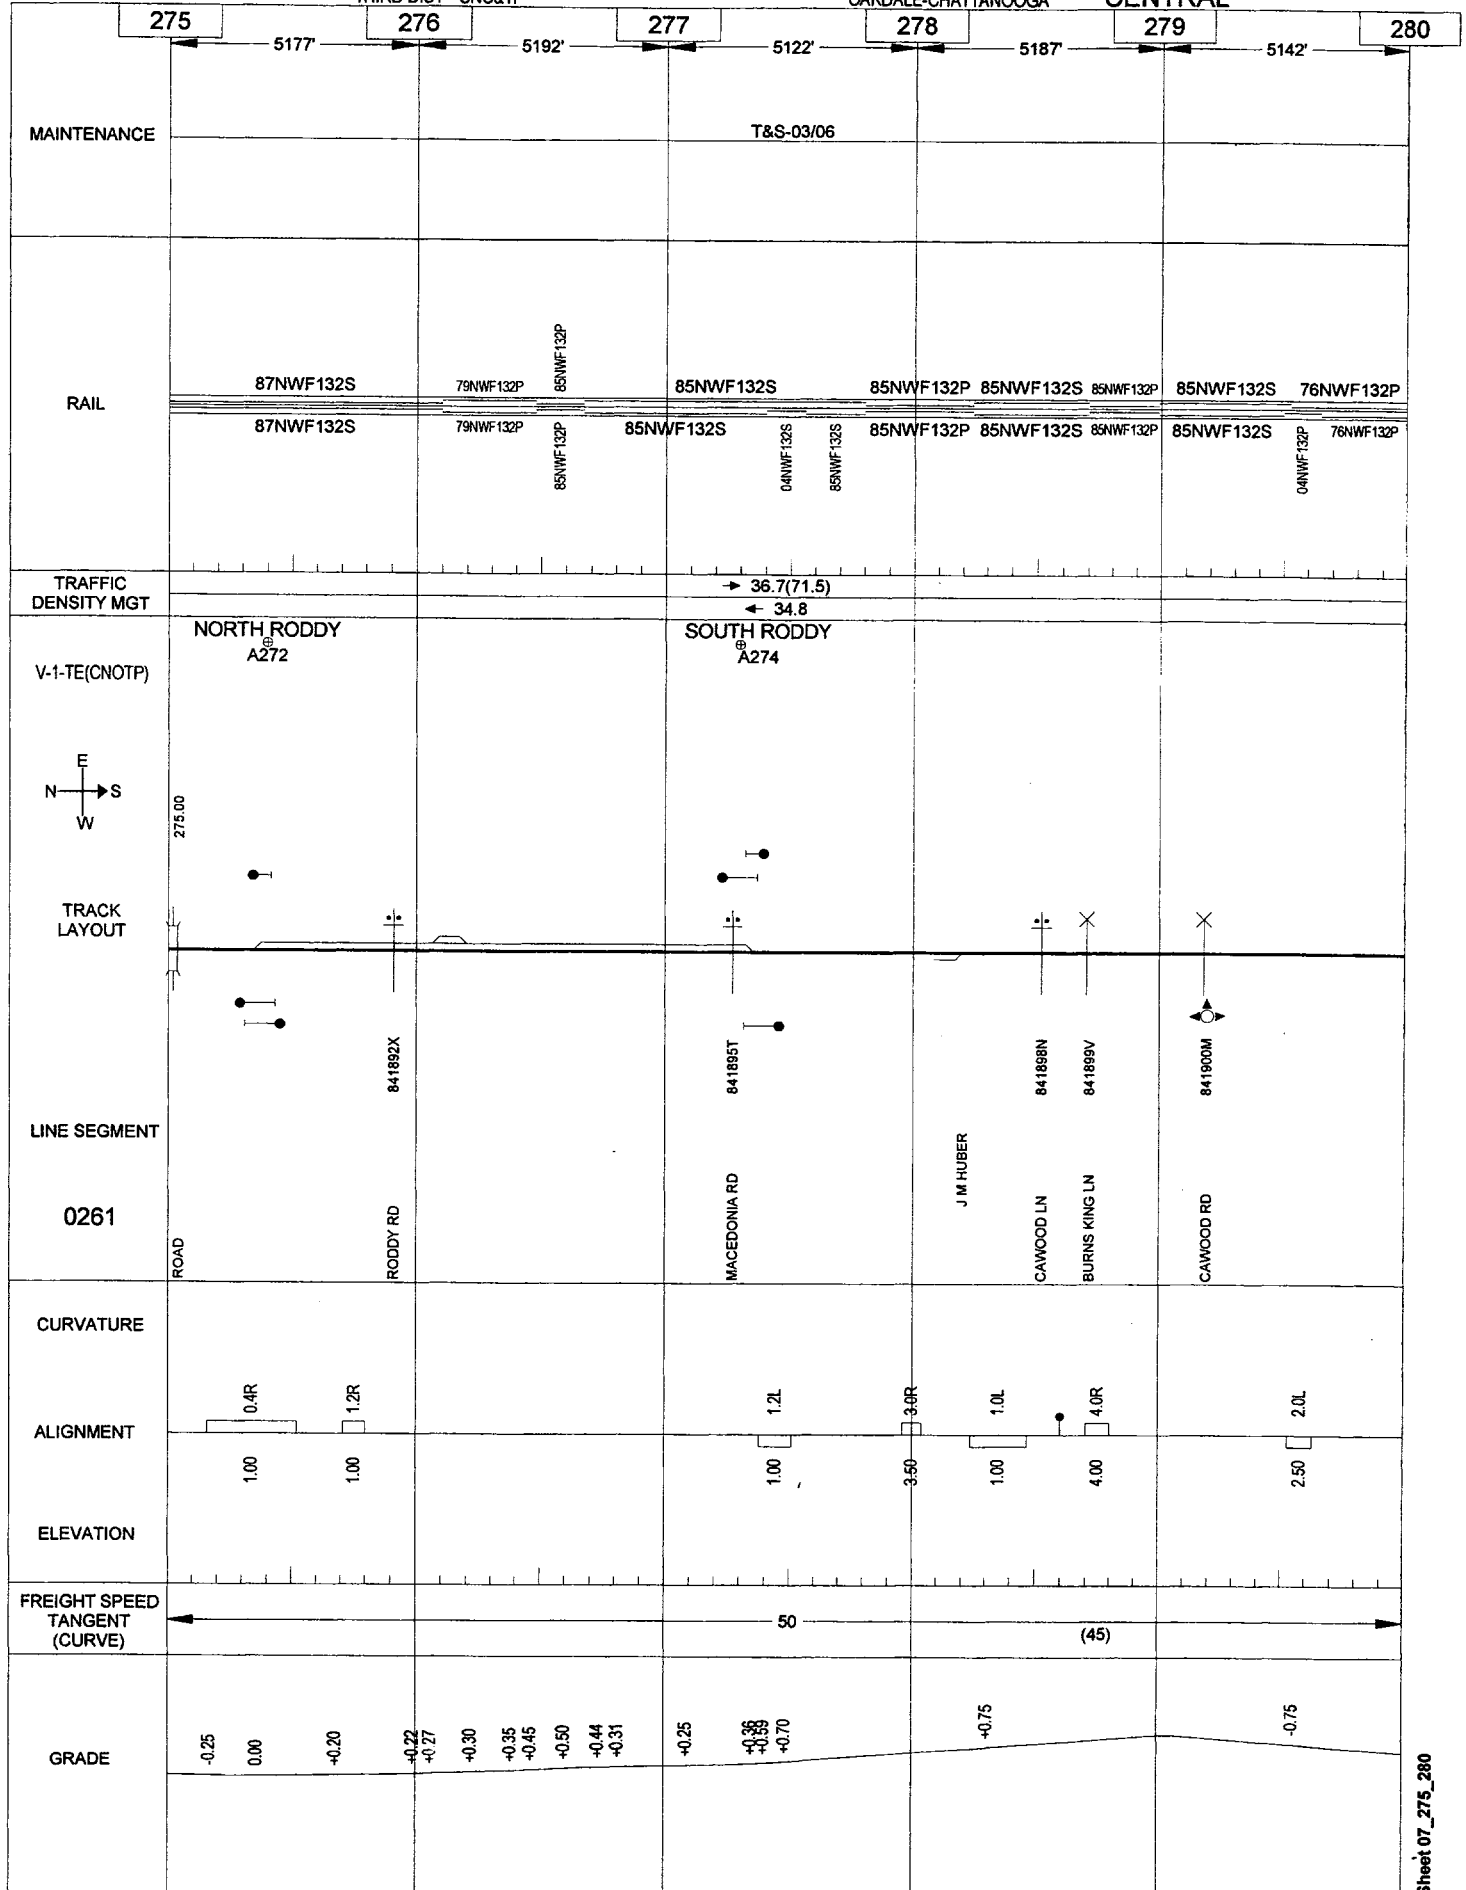 THIRD DIST - CNO&TP OAKDALE-CHATTANOOGA CENTRAL
275 276 277 278 279 280
5177' 5192' 5122' 5187' 5142'
MAINTENANCE
T&S-03/06
RAIL
87NWF132S 79NWF132P 85NWF132P 85NWF132S 85NWF132P 85NWF132S 85NWF132P 85NWF132S 76NWF132P
87NWF132S 79NWF132P 85NWF132P 85NWF132S 04NWF132S 85NWF132S 85NWF132P 85NWF132S 85NWF132P 85NWF132S 04NWF132P 76NWF132P
TRAFFIC
DENSITY MGT
36.7(71.5)
34.8
NORTH RODDY
A272
SOUTH RODDY
A274
V-1-TE(CNOTP)
E
N S
W
275.00
TRACK
LAYOUT
841892X 841895T 841898N 841899V 841900M
LINE SEGMENT
0261
ROAD
RODDY RD
MACEDONIA RD
J M HUBER
CAWOOD LN
BURNS KING LN
CAWOOD RD
CURVATURE
0.4R 1.2R 1.2L 3.0R 1.0L 4.0R 2.0L
ALIGNMENT
1.00 1.00 1.00 3.50 1.00 4.00 2.50
ELEVATION
FREIGHT SPEED
TANGENT
(CURVE)
50
(45)
GRADE
-0.25 0.00 +0.20 +0.22 +0.27 +0.30 +0.35 +0.45 +0.50 +0.44 +0.31 +0.25 +0.36 +0.59 +0.70 +0.75 -0.75
Sheet 07_275_280